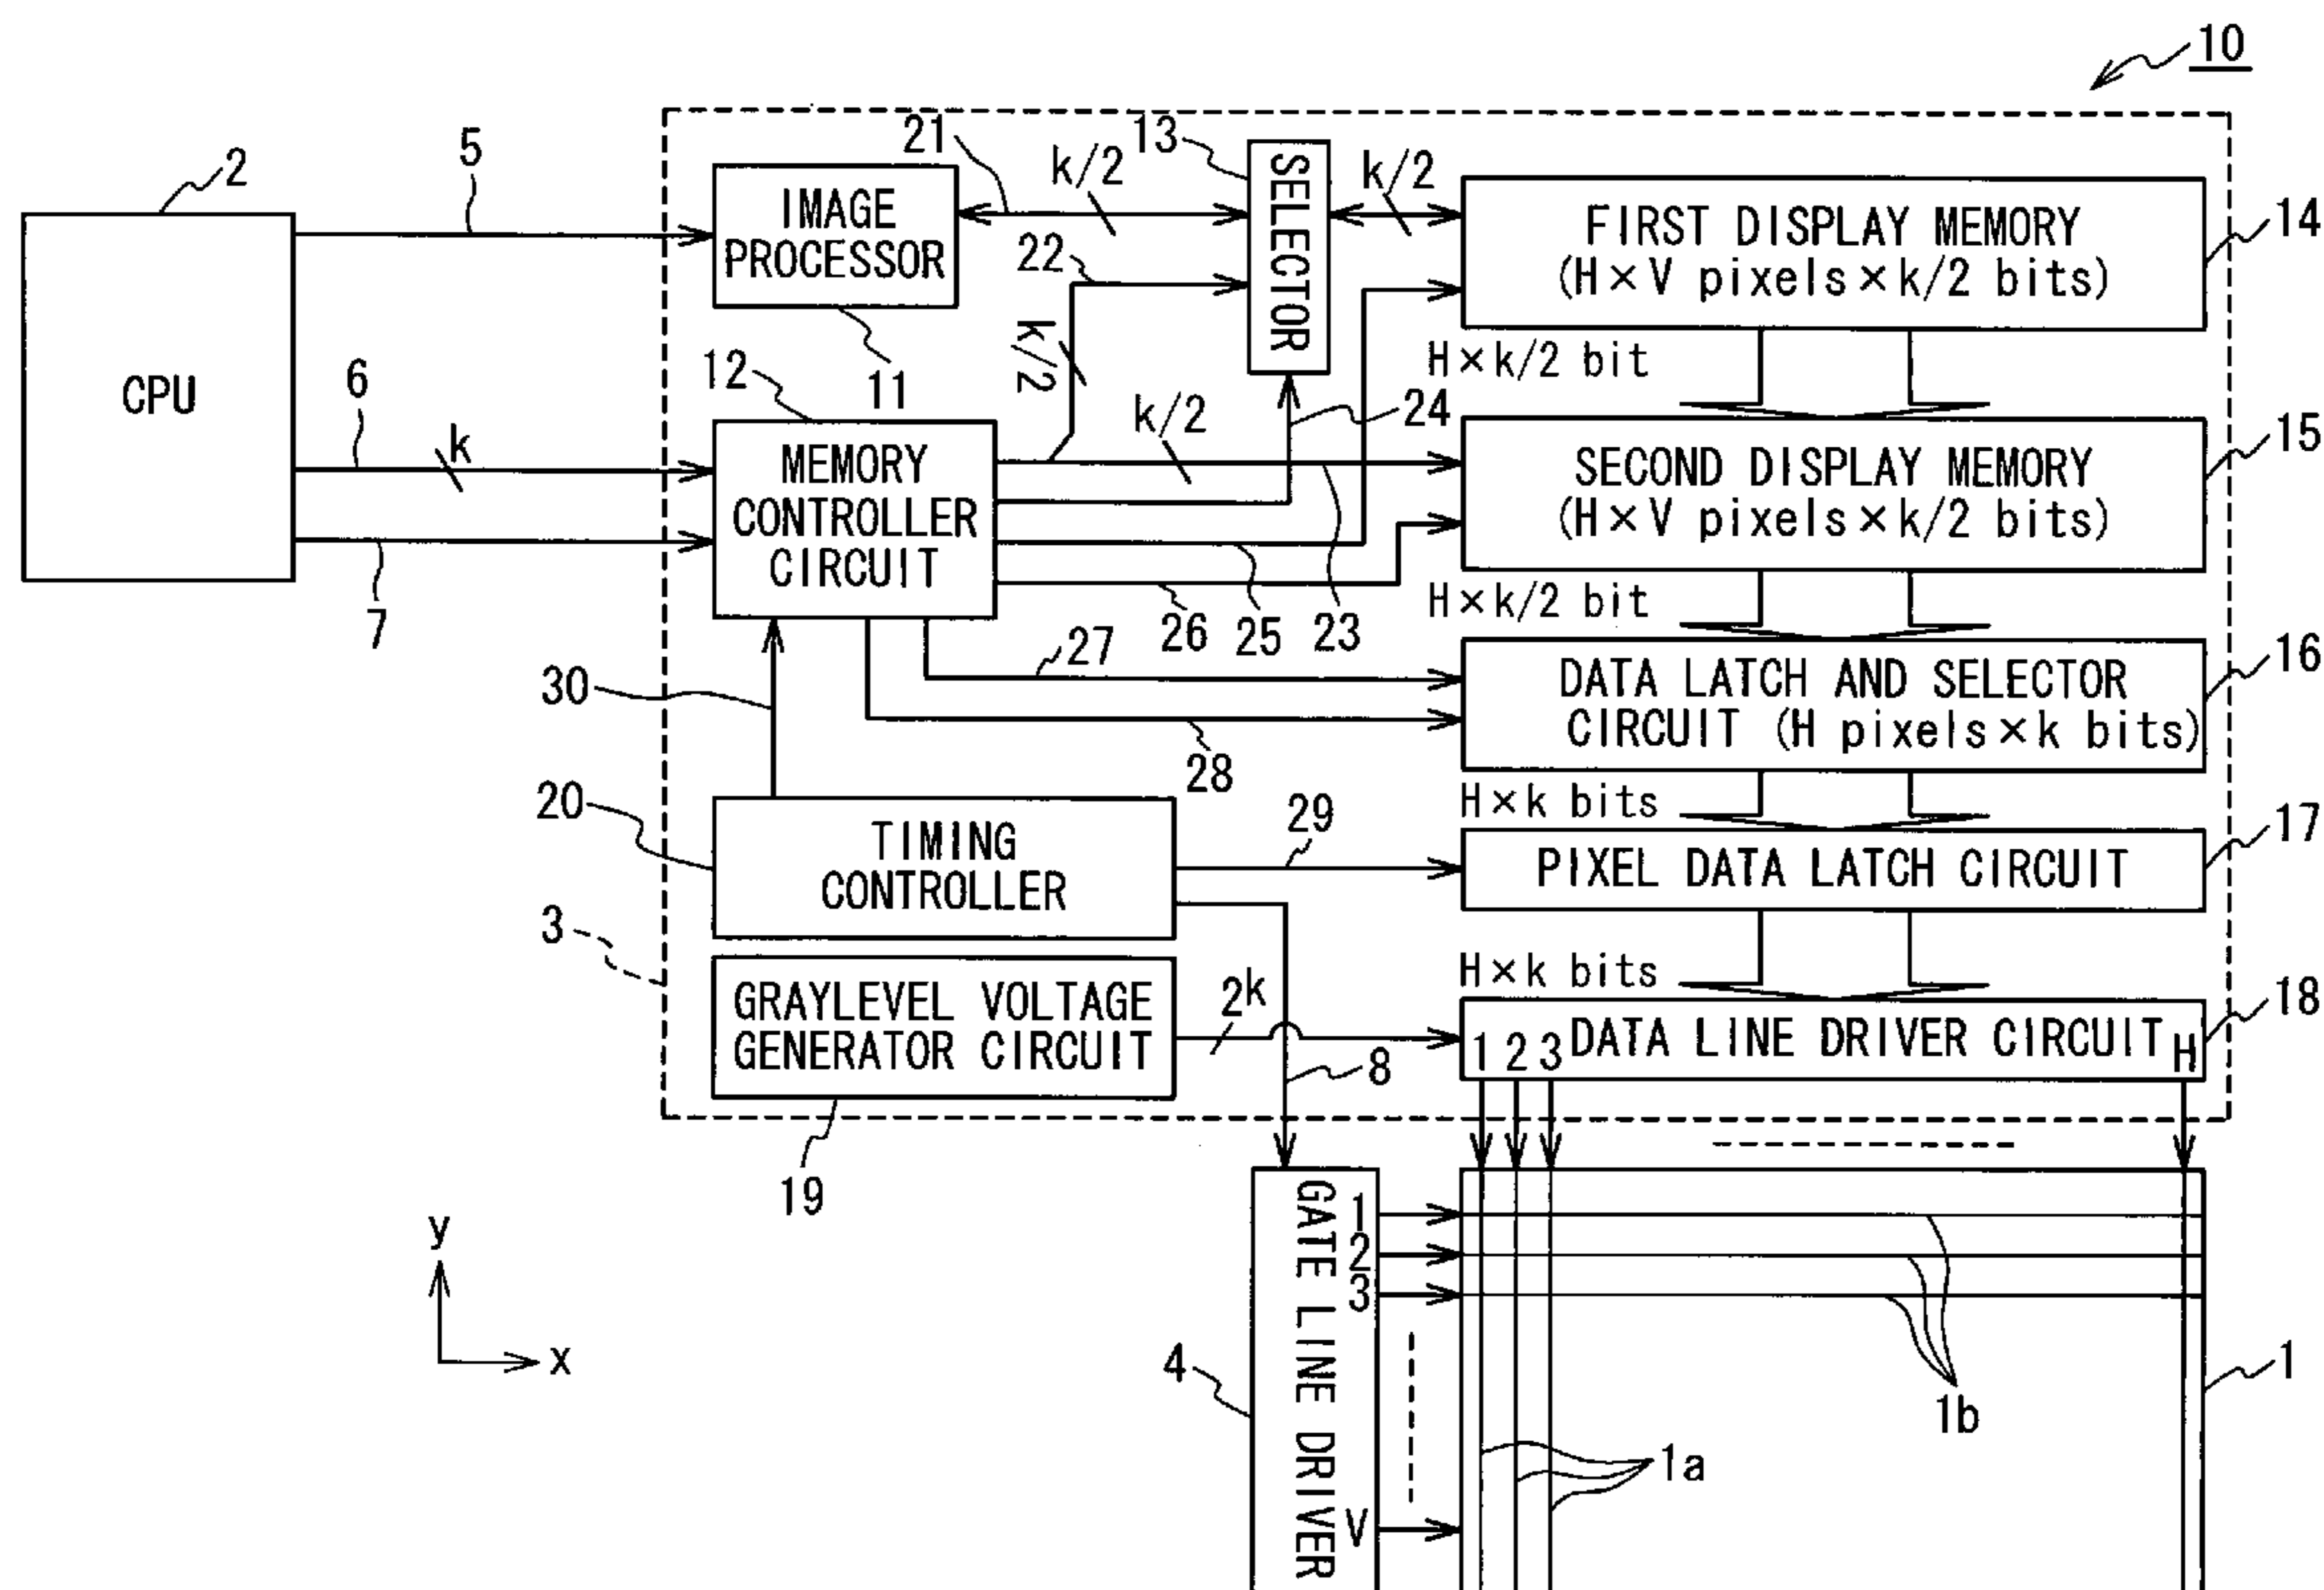 10
2
5
21
k/2
13
k/2
14
CPU
IMAGE
PROCESSOR
SELECTOR
FIRST DISPLAY MEMORY
(H×V pixels×k/2 bits)
22
11
k/2
H×k/2 bit
6
k
12
k/2
24
15
MEMORY
CONTROLLER
CIRCUIT
SECOND DISPLAY MEMORY
(H×V pixels×k/2 bits)
7
26
25
23
H×k/2 bit
30
27
28
16
DATA LATCH AND SELECTOR
CIRCUIT (H pixels×k bits)
20
TIMING
CONTROLLER
29
H×k bits
17
PIXEL DATA LATCH CIRCUIT
3
H×k bits
GRAYLEVEL VOLTAGE
GENERATOR CIRCUIT
2k
8
18
1 2 3 DATA LINE DRIVER CIRCUIT H
19
y
x
4
GATE LINE DRIVER
1
2
3
V
1b
1a
1